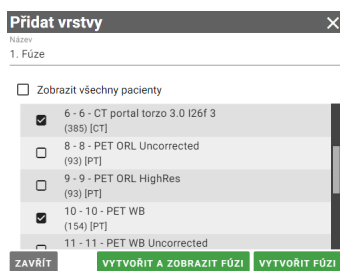 Přidat vrstvy
Název
1. Fúze
Zobrazit všechny pacienty
6 - 6 - CT portal torzo 3.0 I26f 3
(385) [CT]
8 - 8 - PET ORL Uncorrected
(93) [PT]
9 - 9 - PET ORL HighRes
(93) [PT]
10 - 10 - PET WB
(154) [PT]
11 - 11 - PET WB Uncorrected
ZAVŘÍT
VYTVOŘIT A ZOBRAZIT FÚZI
VYTVOŘIT FÚZI